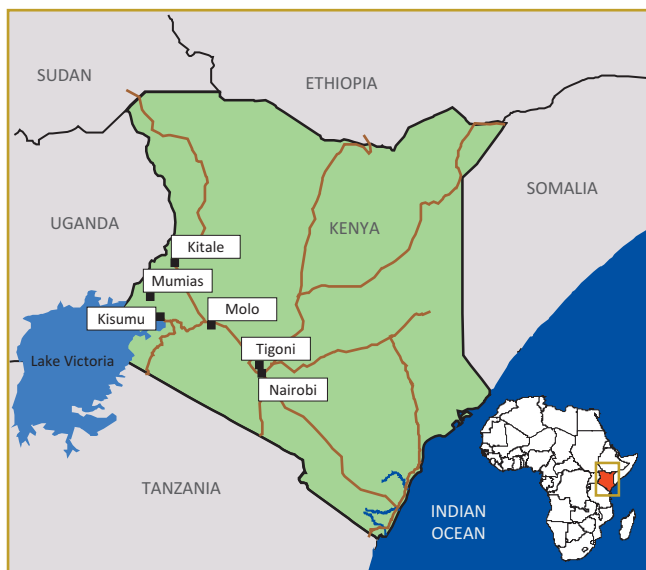 SUDAN
ETHIOPIA
SOMALIA
UGANDA
KENYA
Kitale
Mumias
Molo
Kisumu
Tigoni
Lake Victoria
Nairobi
TANZANIA
INDIAN
OCEAN